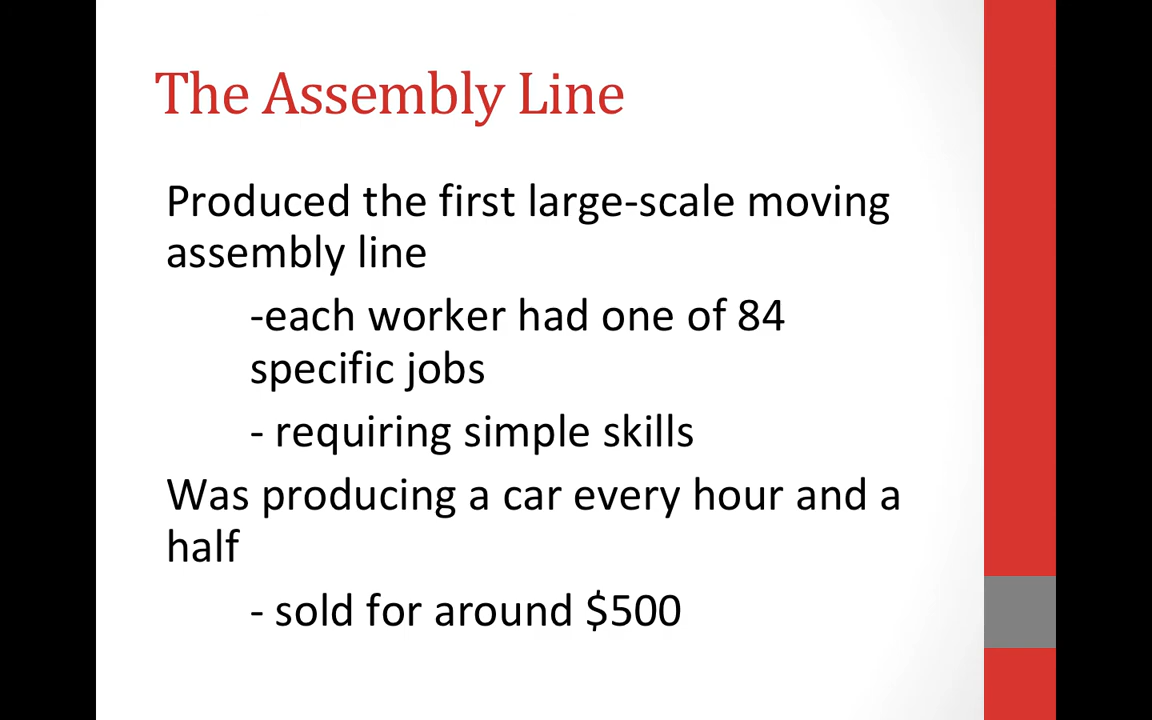 The Assembly Line
Produced the first large-scale moving
assembly line
-each worker had one of 84
specific jobs
- requiring simple skills
Was producing a car every hour and a
half
- sold for around $500